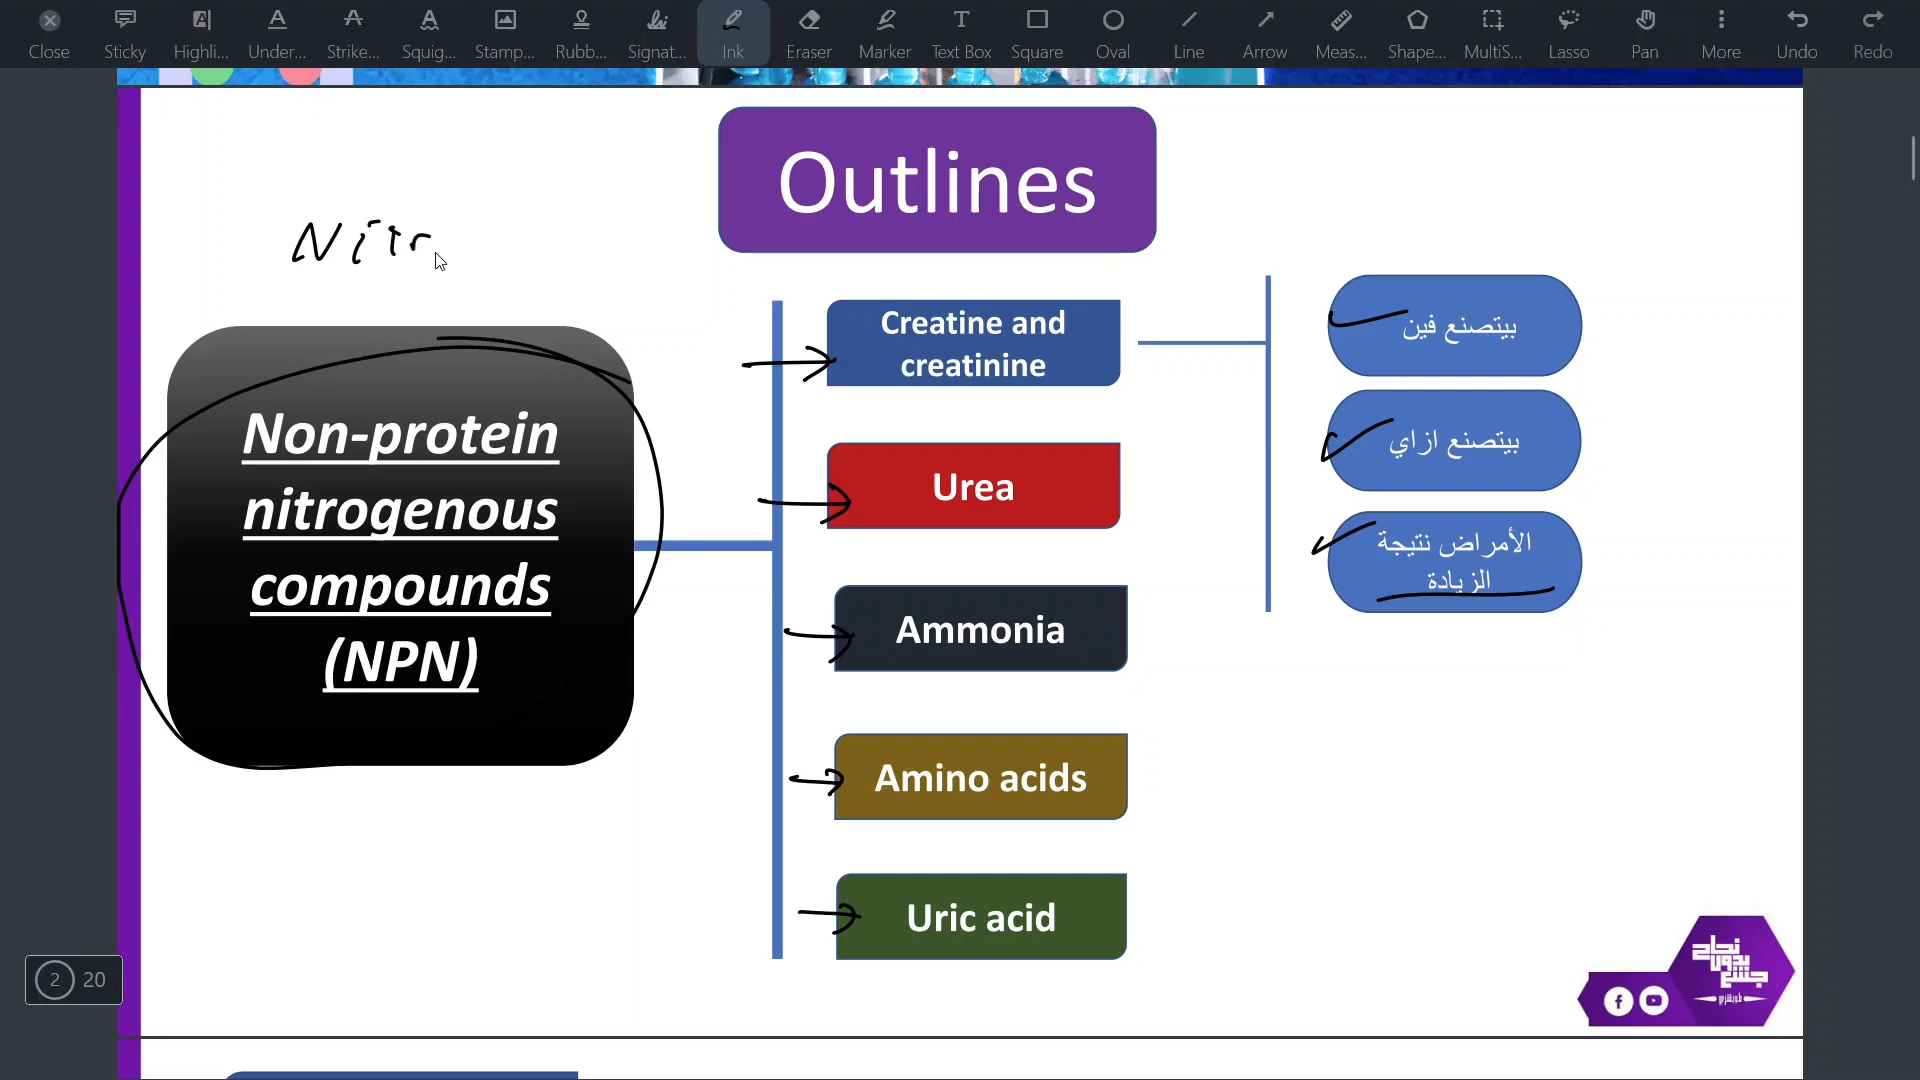 Close
Sticky
Highli...
Under...
Strike...
Squig...
Stamp...
Rubb...
Signat...
Ink
Eraser
Marker
Text Box
Square
Oval
Line
Arrow
Meas...
Shape...
MultiS...
Lasso
Pan
More
Undo
Redo
Outlines
Nitr
Non-protein
nitrogenous
compounds
(NPN)
Creatine and
creatinine
Urea
Ammonia
Amino acids
Uric acid
بيتصنع فين
بيتصنع ازاي
الأمراض نتيجة
الزيادة
2 20